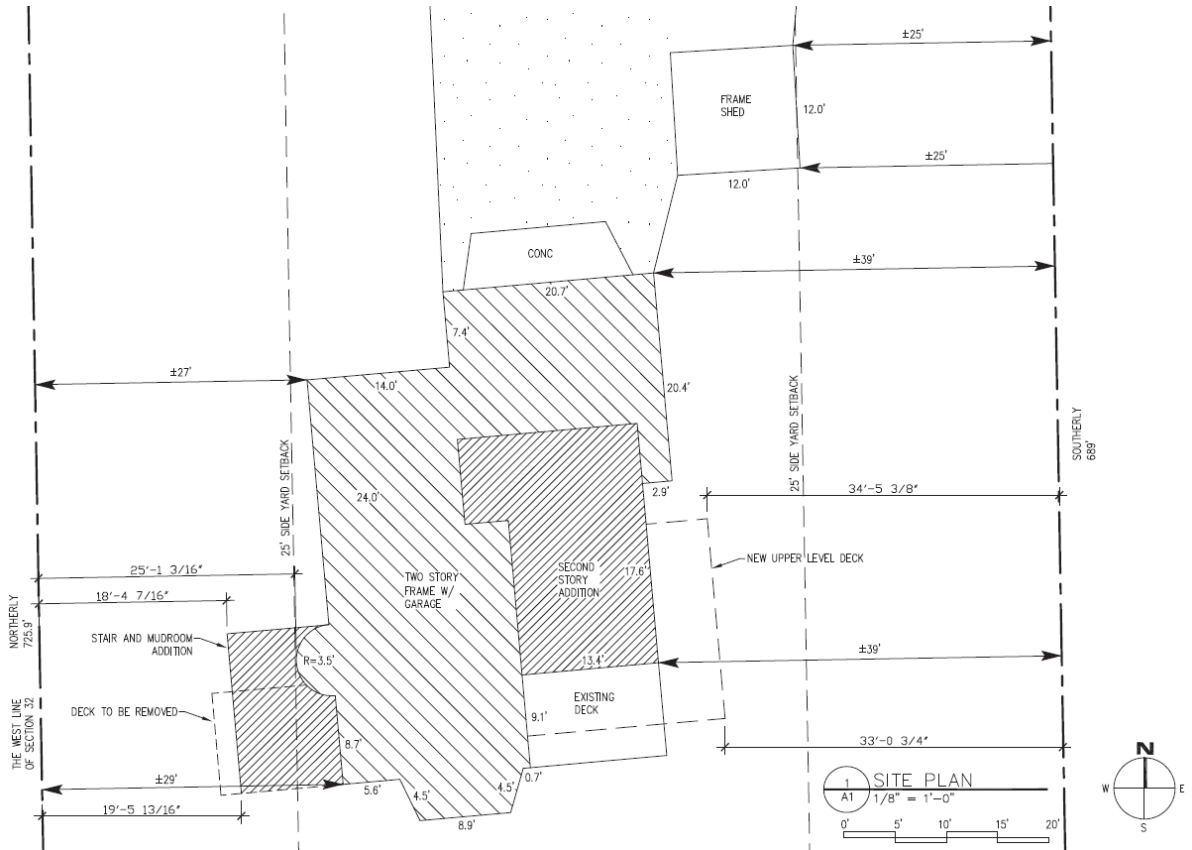 ±25'
FRAME
SHED
12.0'
±25'
12.0'
CONC
±39'
20.7'
7.4'
±27'
14.0'
20.4'
25' SIDE YARD SETBACK
SOUTHERLY
689'
25' SIDE YARD SETBACK
24.0'
2.9'
34'-5 3/8"
NEW UPPER LEVEL DECK
25'-1 3/16"
TWO STORY
FRAME W/
GARAGE
SECOND
STORY
ADDITION
17.6'
18'-4 7/16"
NORTHERLY
725.9'
STAIR AND MUDROOM
ADDITION
R=3.5'
13.4'
±39'
THE WEST LINE
OF SECTION 32
DECK TO BE REMOVED
EXISTING
DECK
9.1'
8.7'
33'-0 3/4"
±29'
5.6'
4.5'
8.9'
4.5'
0.7'
19'-5 13/16"
1
A1
SITE PLAN
1/8" = 1'-0"
0' 5' 10' 15' 20'
N
W E
S